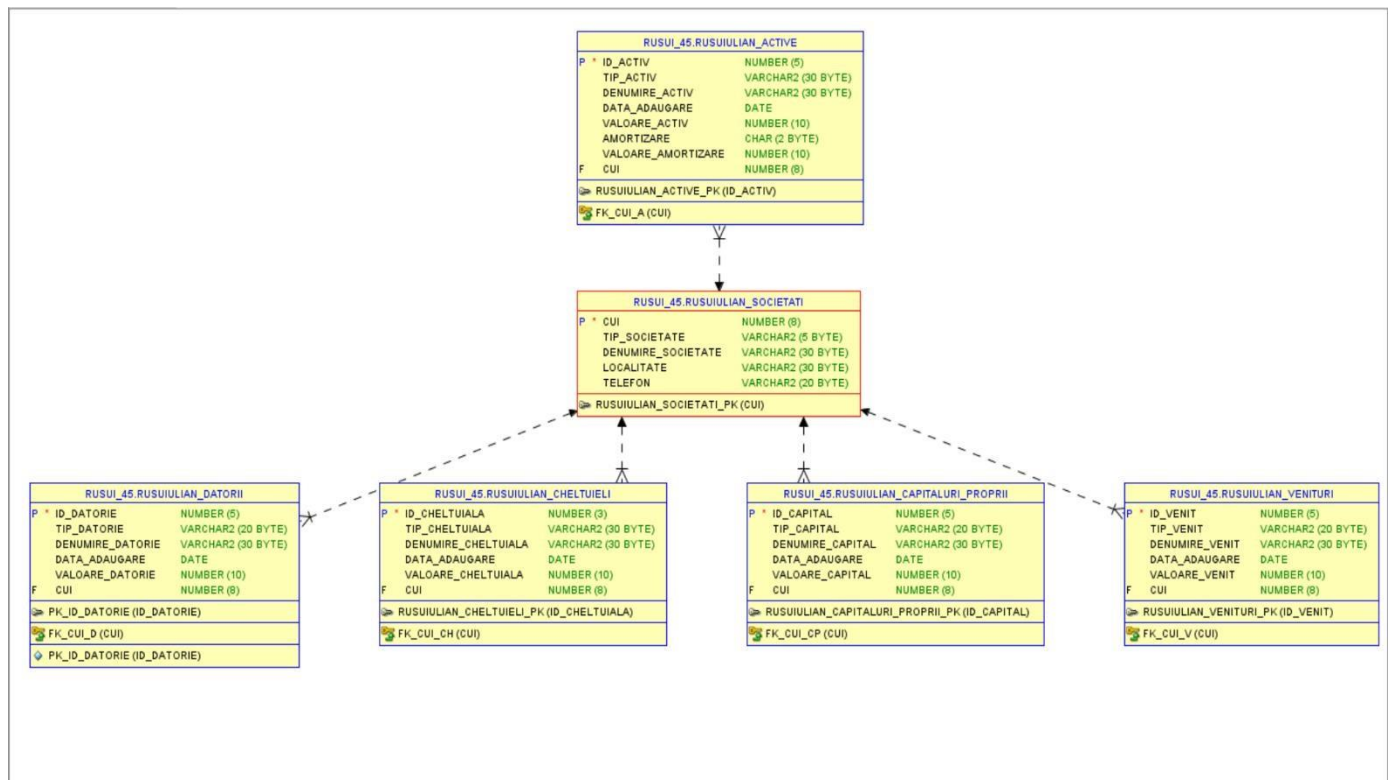 RUSUI_45.RUSUIULIAN_ACTIVE
P * ID_ACTIV NUMBER (5)
TIP_ACTIV VARCHAR2 (30 BYTE)
DENUMIRE_ACTIV VARCHAR2 (30 BYTE)
DATA_ADAUGARE DATE
VALOARE_ACTIV NUMBER (10)
AMORTIZARE CHAR (2 BYTE)
VALOARE_AMORTIZARE NUMBER (10)
F CUI NUMBER (8)
RUSUIULIAN_ACTIVE_PK (ID_ACTIV)
FK_CUI_A (CUI)
RUSUI_45.RUSUIULIAN_SOCIETATI
P * CUI NUMBER (8)
TIP_SOCIETATE VARCHAR2 (5 BYTE)
DENUMIRE_SOCIETATE VARCHAR2 (30 BYTE)
LOCALITATE VARCHAR2 (30 BYTE)
TELEFON VARCHAR2 (20 BYTE)
RUSUIULIAN_SOCIETATI_PK (CUI)
RUSUI_45.RUSUIULIAN_DATORII
P * ID_DATORIE NUMBER (5)
TIP_DATORIE VARCHAR2 (20 BYTE)
DENUMIRE_DATORIE VARCHAR2 (30 BYTE)
DATA_ADAUGARE DATE
VALOARE_DATORIE NUMBER (10)
F CUI NUMBER (8)
PK_ID_DATORIE (ID_DATORIE)
FK_CUI_D (CUI)
PK_ID_DATORIE (ID_DATORIE)
RUSUI_45.RUSUIULIAN_CHELTUIELI
P * ID_CHELTUIALA NUMBER (3)
TIP_CHELTUIALA VARCHAR2 (30 BYTE)
DENUMIRE_CHELTUIALA VARCHAR2 (30 BYTE)
DATA_ADAUGARE DATE
VALOARE_CHELTUIALA NUMBER (10)
F CUI NUMBER (8)
RUSUIULIAN_CHELTUIELI_PK (ID_CHELTUIALA)
FK_CUI_CH (CUI)
RUSUI_45.RUSUIULIAN_CAPITALURI_PROPRII
P * ID_CAPITAL NUMBER (5)
TIP_CAPITAL VARCHAR2 (20 BYTE)
DENUMIRE_CAPITAL VARCHAR2 (30 BYTE)
DATA_ADAUGARE DATE
VALOARE_CAPITAL NUMBER (10)
F CUI NUMBER (8)
RUSUIULIAN_CAPITALURI_PROPRII_PK (ID_CAPITAL)
FK_CUI_CP (CUI)
RUSUI_45.RUSUIULIAN_VENITURI
P * ID_VENIT NUMBER (5)
TIP_VENIT VARCHAR2 (20 BYTE)
DENUMIRE_VENIT VARCHAR2 (30 BYTE)
DATA_ADAUGARE DATE
VALOARE_VENIT NUMBER (10)
F CUI NUMBER (8)
RUSUIULIAN_VENITURI_PK (ID_VENIT)
FK_CUI_V (CUI)